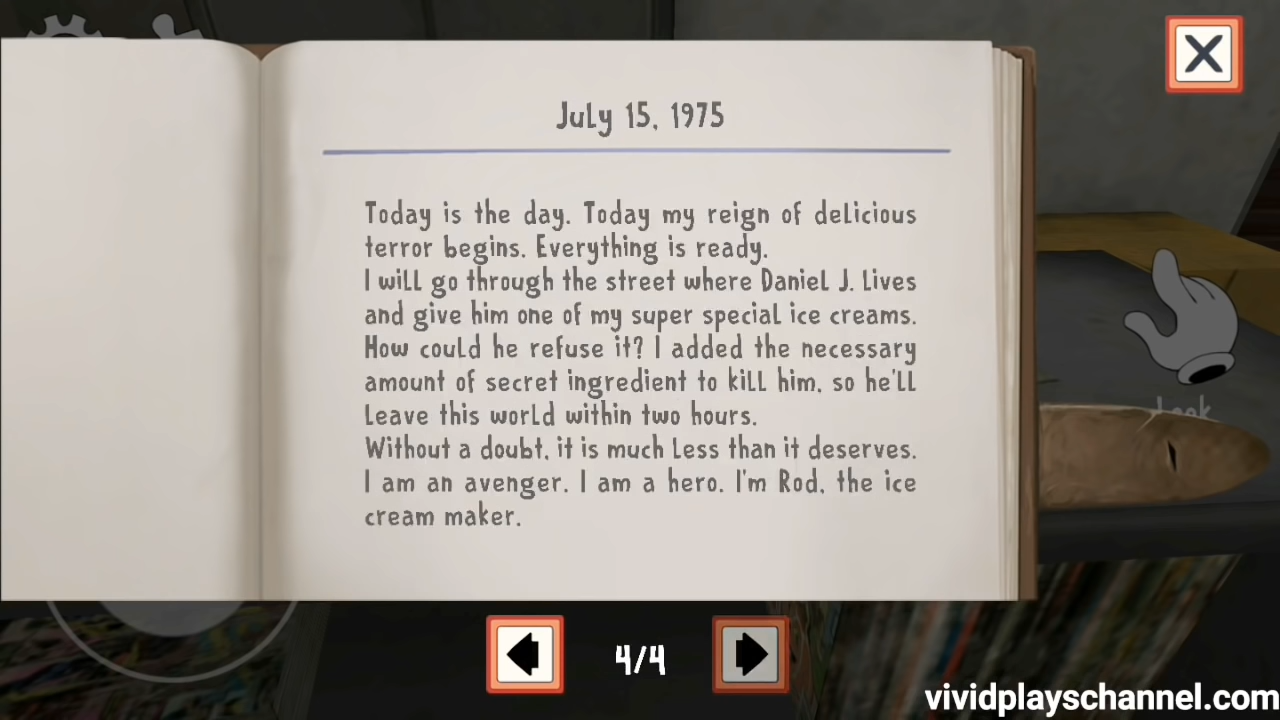 July 15, 1975
Today is the day. Today my reign of delicious
terror begins. Everything is ready.
I will go through the street where Daniel J. lives
and give him one of my super special ice creams.
How could he refuse it? I added the necessary
amount of secret ingredient to kill him, so he'll
leave this world within two hours.
Without a doubt, it is much less than it deserves.
I am an avenger. I am a hero. I'm Rod, the ice
cream maker.
4/4
vividplayschannel.com